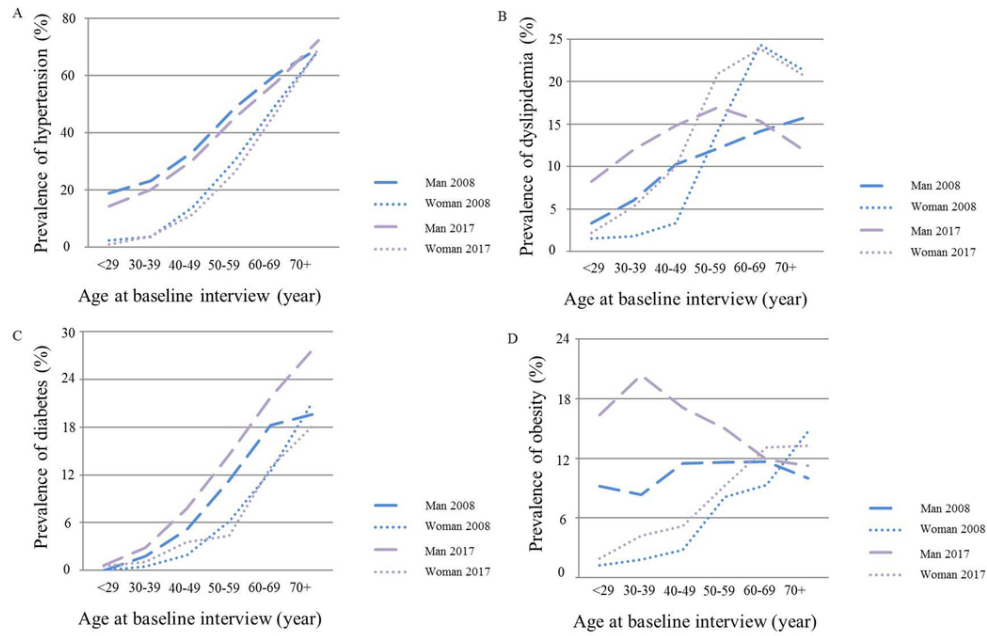 A
Prevalence of hypertension (%)
80
60
40
20
0
<29 30-39 40-49 50-59 60-69 70+
Age at baseline interview (year)
Man 2008
Woman 2008
Man 2017
Woman 2017
B
Prevalence of dyslipidemia (%)
25
20
15
10
5
0
<29 30-39 40-49 50-59 60-69 70+
Age at baseline interview (year)
Man 2008
Woman 2008
Man 2017
Woman 2017
C
Prevalence of diabetes (%)
30
24
18
12
6
0
<29 30-39 40-49 50-59 60-69 70+
Age at baseline interview (year)
Man 2008
Woman 2008
Man 2017
Woman 2017
D
Prevalence of obesity (%)
24
18
12
6
0
<29 30-39 40-49 50-59 60-69 70+
Age at baseline interview (year)
Man 2008
Woman 2008
Man 2017
Woman 2017